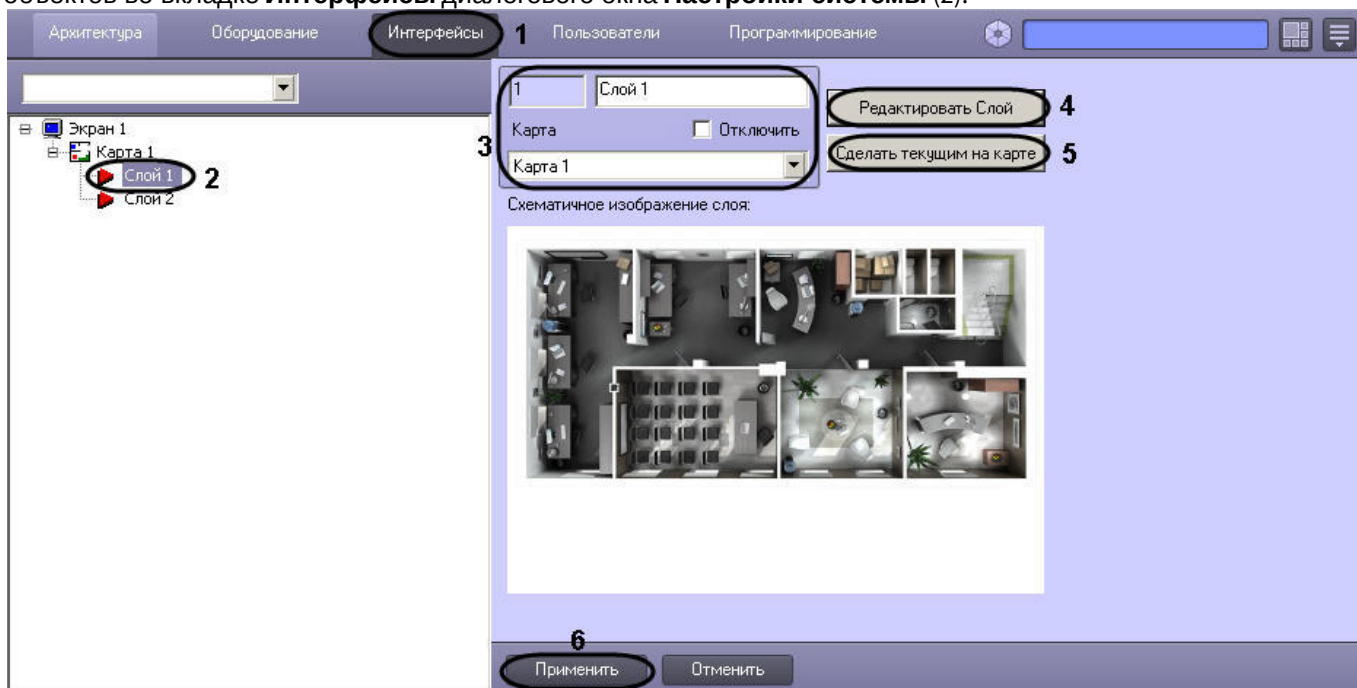 объектов во вкладке Интерфейсы диалогового окна Настройки системы (2).
Архитектура Оборудование Интерфейсы 1 Пользователи Программирование
1 Слой 1
Редактировать Слой 4
Экран 1
Карта Отключить
3
Карта 1
Сделать текущим на карте 5
Слой 1 2
Карта 1
Слой 2
Схематичное изображение слоя:
6
Применить Отменить